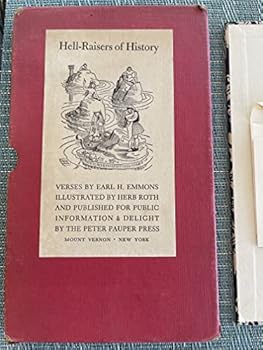 Hell-Raisers of History
VERSES BY EARL H. EMMONS
ILLUSTRATED BY HERB ROTH
AND PUBLISHED FOR PUBLIC
INFORMATION & DELIGHT
BY THE PETER PAUPER PRESS
MOUNT VERNON · NEW YORK